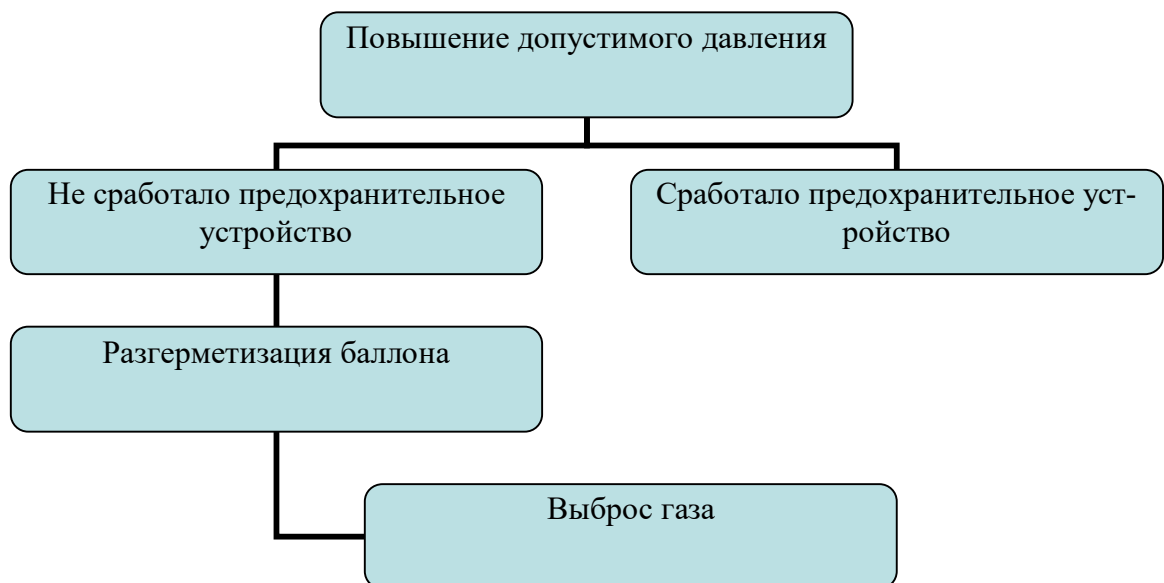 Повышение допустимого давления
Не сработало предохранительное
устройство
Сработало предохранительное уст-
ройство
Разгерметизация баллона
Выброс газа